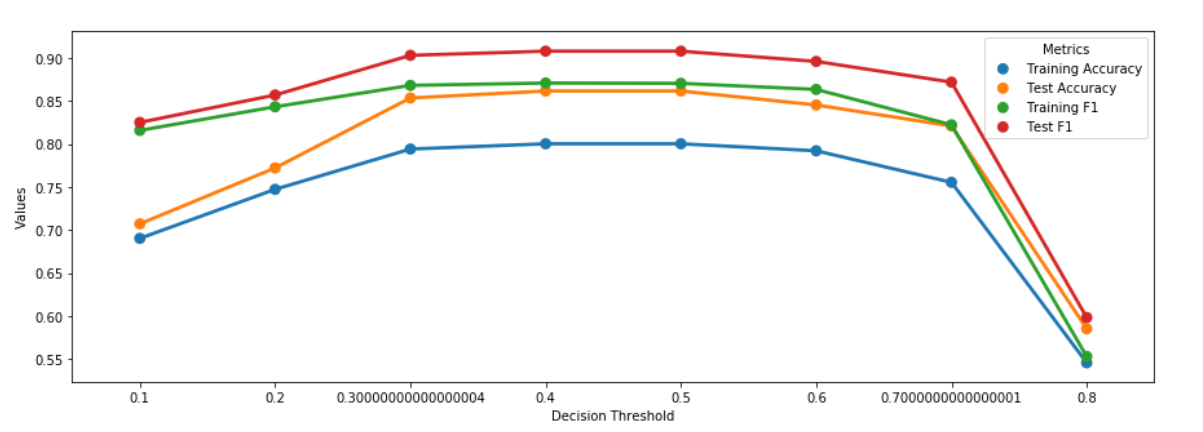 Metrics
Training Accuracy
Test Accuracy
Training F1
Test F1
0.90
0.85
0.80
0.75
0.70
0.65
0.60
0.55
Values
0.1 0.2 0.30000000000000004 0.4 0.5 0.6 0.7000000000000001 0.8
Decision Threshold